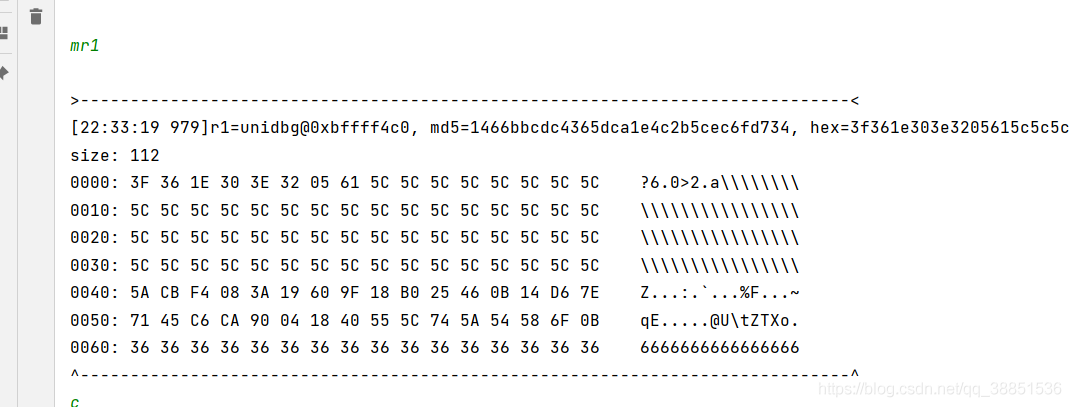 mr1
>-----------------------------------------------------------------------------<
[22:33:19 979]r1=unidbg@0xbffff4c0, md5=1466bbcdc4365dca1e4c2b5cec6fd734, hex=3f361e303e3205615c5c5c
size: 112
0000: 3F 36 1E 30 3E 32 05 61 5C 5C 5C 5C 5C 5C 5C 5C    ?6.0>2.a\\\\\\\\
0010: 5C 5C 5C 5C 5C 5C 5C 5C 5C 5C 5C 5C 5C 5C 5C 5C    \\\\\\\\\\\\\\\\
0020: 5C 5C 5C 5C 5C 5C 5C 5C 5C 5C 5C 5C 5C 5C 5C 5C    \\\\\\\\\\\\\\\\
0030: 5C 5C 5C 5C 5C 5C 5C 5C 5C 5C 5C 5C 5C 5C 5C 5C    \\\\\\\\\\\\\\\\
0040: 5A CB F4 08 3A 19 60 9F 18 B0 25 46 0B 14 D6 7E    Z...:.`...%F...~
0050: 71 45 C6 CA 90 04 18 40 55 5C 74 5A 54 58 6F 0B    qE.....@U\tZTXo.
0060: 36 36 36 36 36 36 36 36 36 36 36 36 36 36 36 36    6666666666666666
^-----------------------------------------------------------------------------^
c
https://blog.csdn.net/qq_38851536